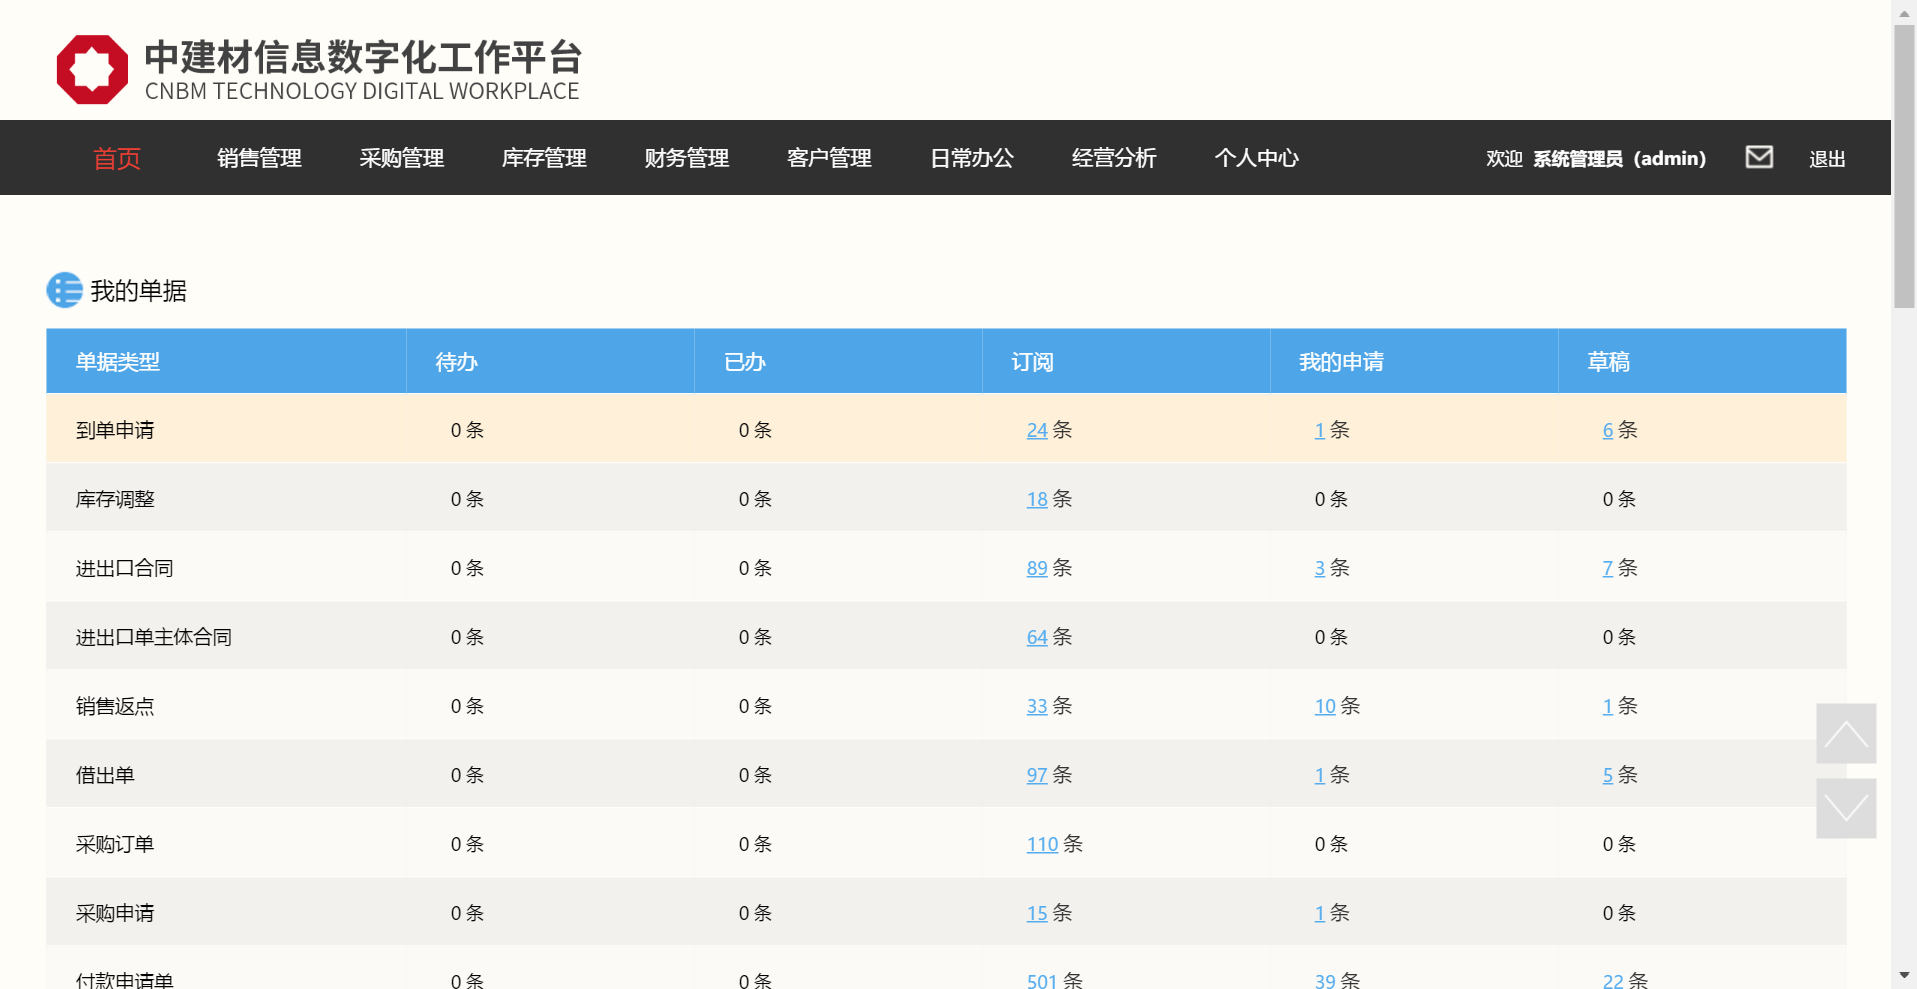 中建材信息数字化工作平台
CNBM TECHNOLOGY DIGITAL WORKPLACE
首页 销售管理 采购管理 库存管理 财务管理 客户管理 日常办公 经营分析 个人中心 欢迎 系统管理员（admin） 退出
我的单据
单据类型 待办 已办 订阅 我的申请 草稿
到单申请 0 条 0 条 24 条 1 条 6 条
库存调整 0 条 0 条 18 条 0 条 0 条
进出口合同 0 条 0 条 89 条 3 条 7 条
进出口单主体合同 0 条 0 条 64 条 0 条 0 条
销售返点 0 条 0 条 33 条 10 条 1 条
借出单 0 条 0 条 97 条 1 条 5 条
采购订单 0 条 0 条 110 条 0 条 0 条
采购申请 0 条 0 条 15 条 1 条 0 条
付款申请单 0 条 0 条 501 条 39 条 22 条